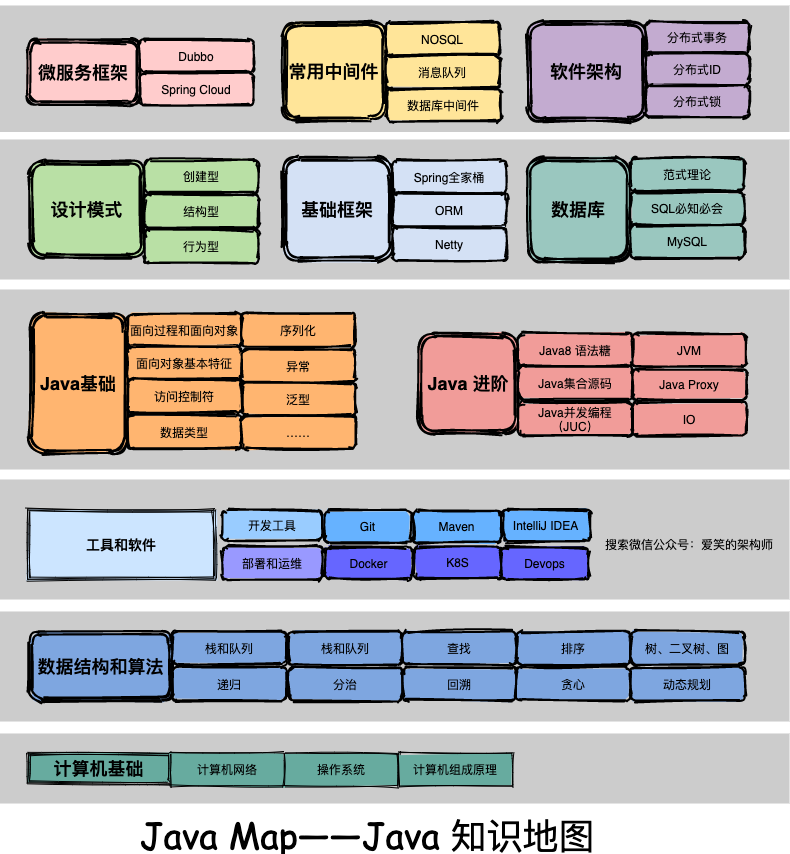 微服务框架
Dubbo
Spring Cloud
常用中间件
NOSQL
消息队列
数据库中间件
软件架构
分布式事务
分布式ID
分布式锁
设计模式
创建型
结构型
行为型
基础框架
Spring全家桶
ORM
Netty
数据库
范式理论
SQL必知必会
MySQL
Java基础
面向过程和面向对象
序列化
面向对象基本特征
异常
访问控制符
泛型
数据类型
……
Java 进阶
Java8 语法糖
JVM
Java集合源码
Java Proxy
Java并发编程
（JUC）
IO
工具和软件
开发工具
Git
Maven
IntelliJ IDEA
部署和运维
Docker
K8S
Devops
搜索微信公众号：爱笑的架构师
数据结构和算法
栈和队列
栈和队列
查找
排序
树、二叉树、图
递归
分治
回溯
贪心
动态规划
计算机基础
计算机网络
操作系统
计算机组成原理
Java Map——Java 知识地图